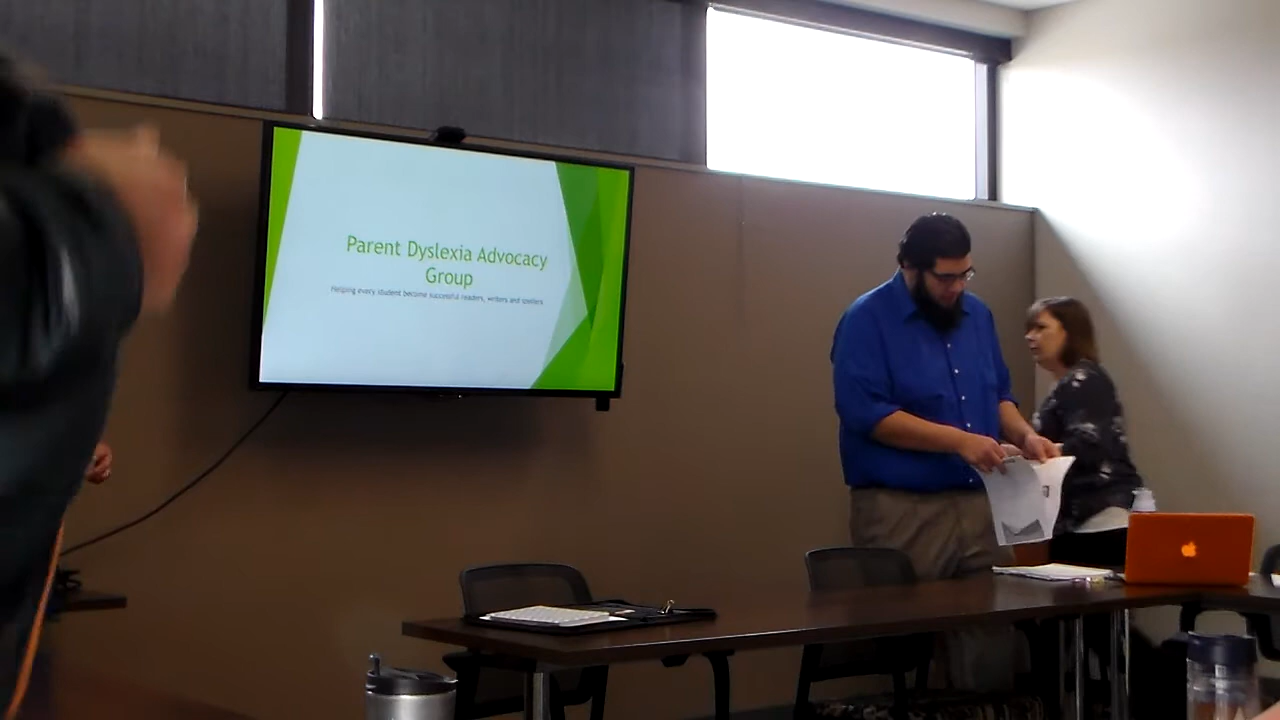 Parent Dyslexia Advocacy
Group
Helping every student become successful readers, writers and spellers